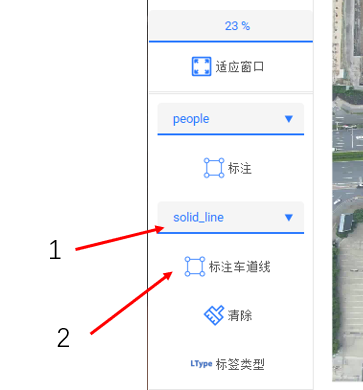 23 %
适应窗口
people
标注
solid_line
1
标注车道线
2
清除
LType 标签类型